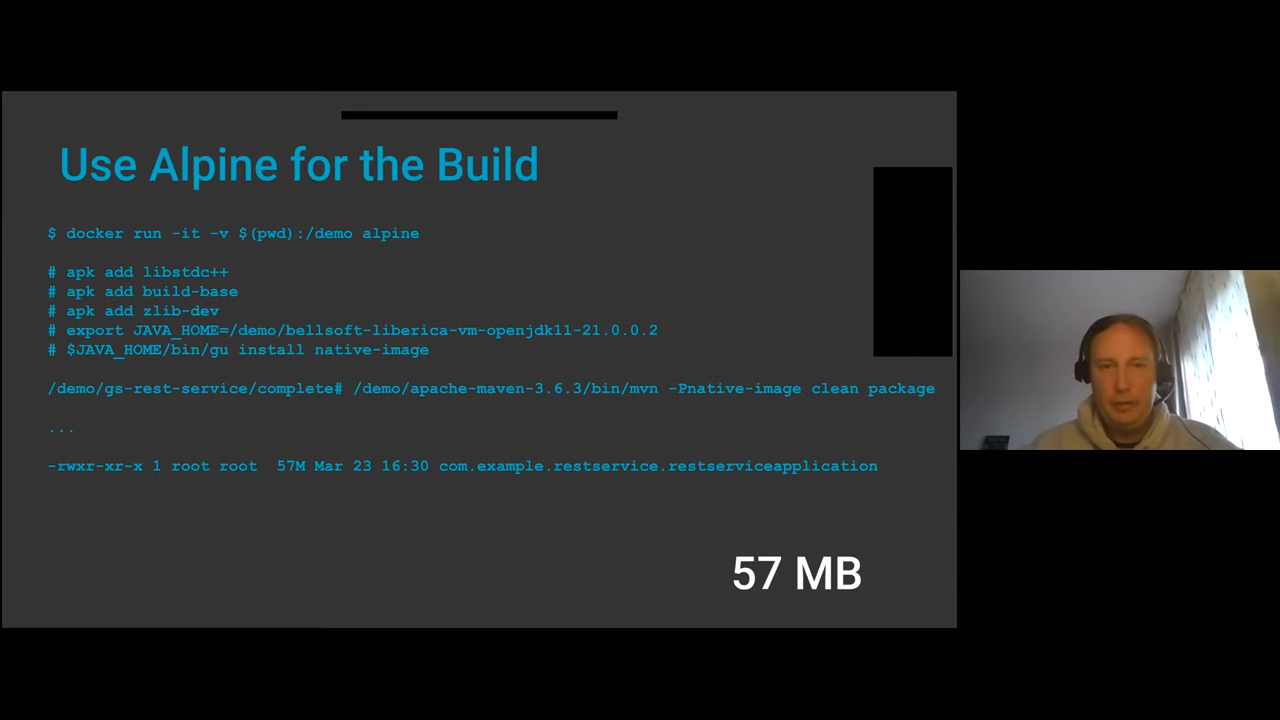 Use Alpine for the Build
$ docker run -it -v $(pwd):/demo alpine
# apk add libstdc++
# apk add build-base
# apk add zlib-dev
# export JAVA_HOME=/demo/bellsoft-liberica-vm-openjdk11-21.0.0.2
# $JAVA_HOME/bin/gu install native-image
/demo/gs-rest-service/complete# /demo/apache-maven-3.6.3/bin/mvn -Pnative-image clean package
...
-rwxr-xr-x 1 root root  57M Mar 23 16:30 com.example.restservice.restserviceapplication
57 MB